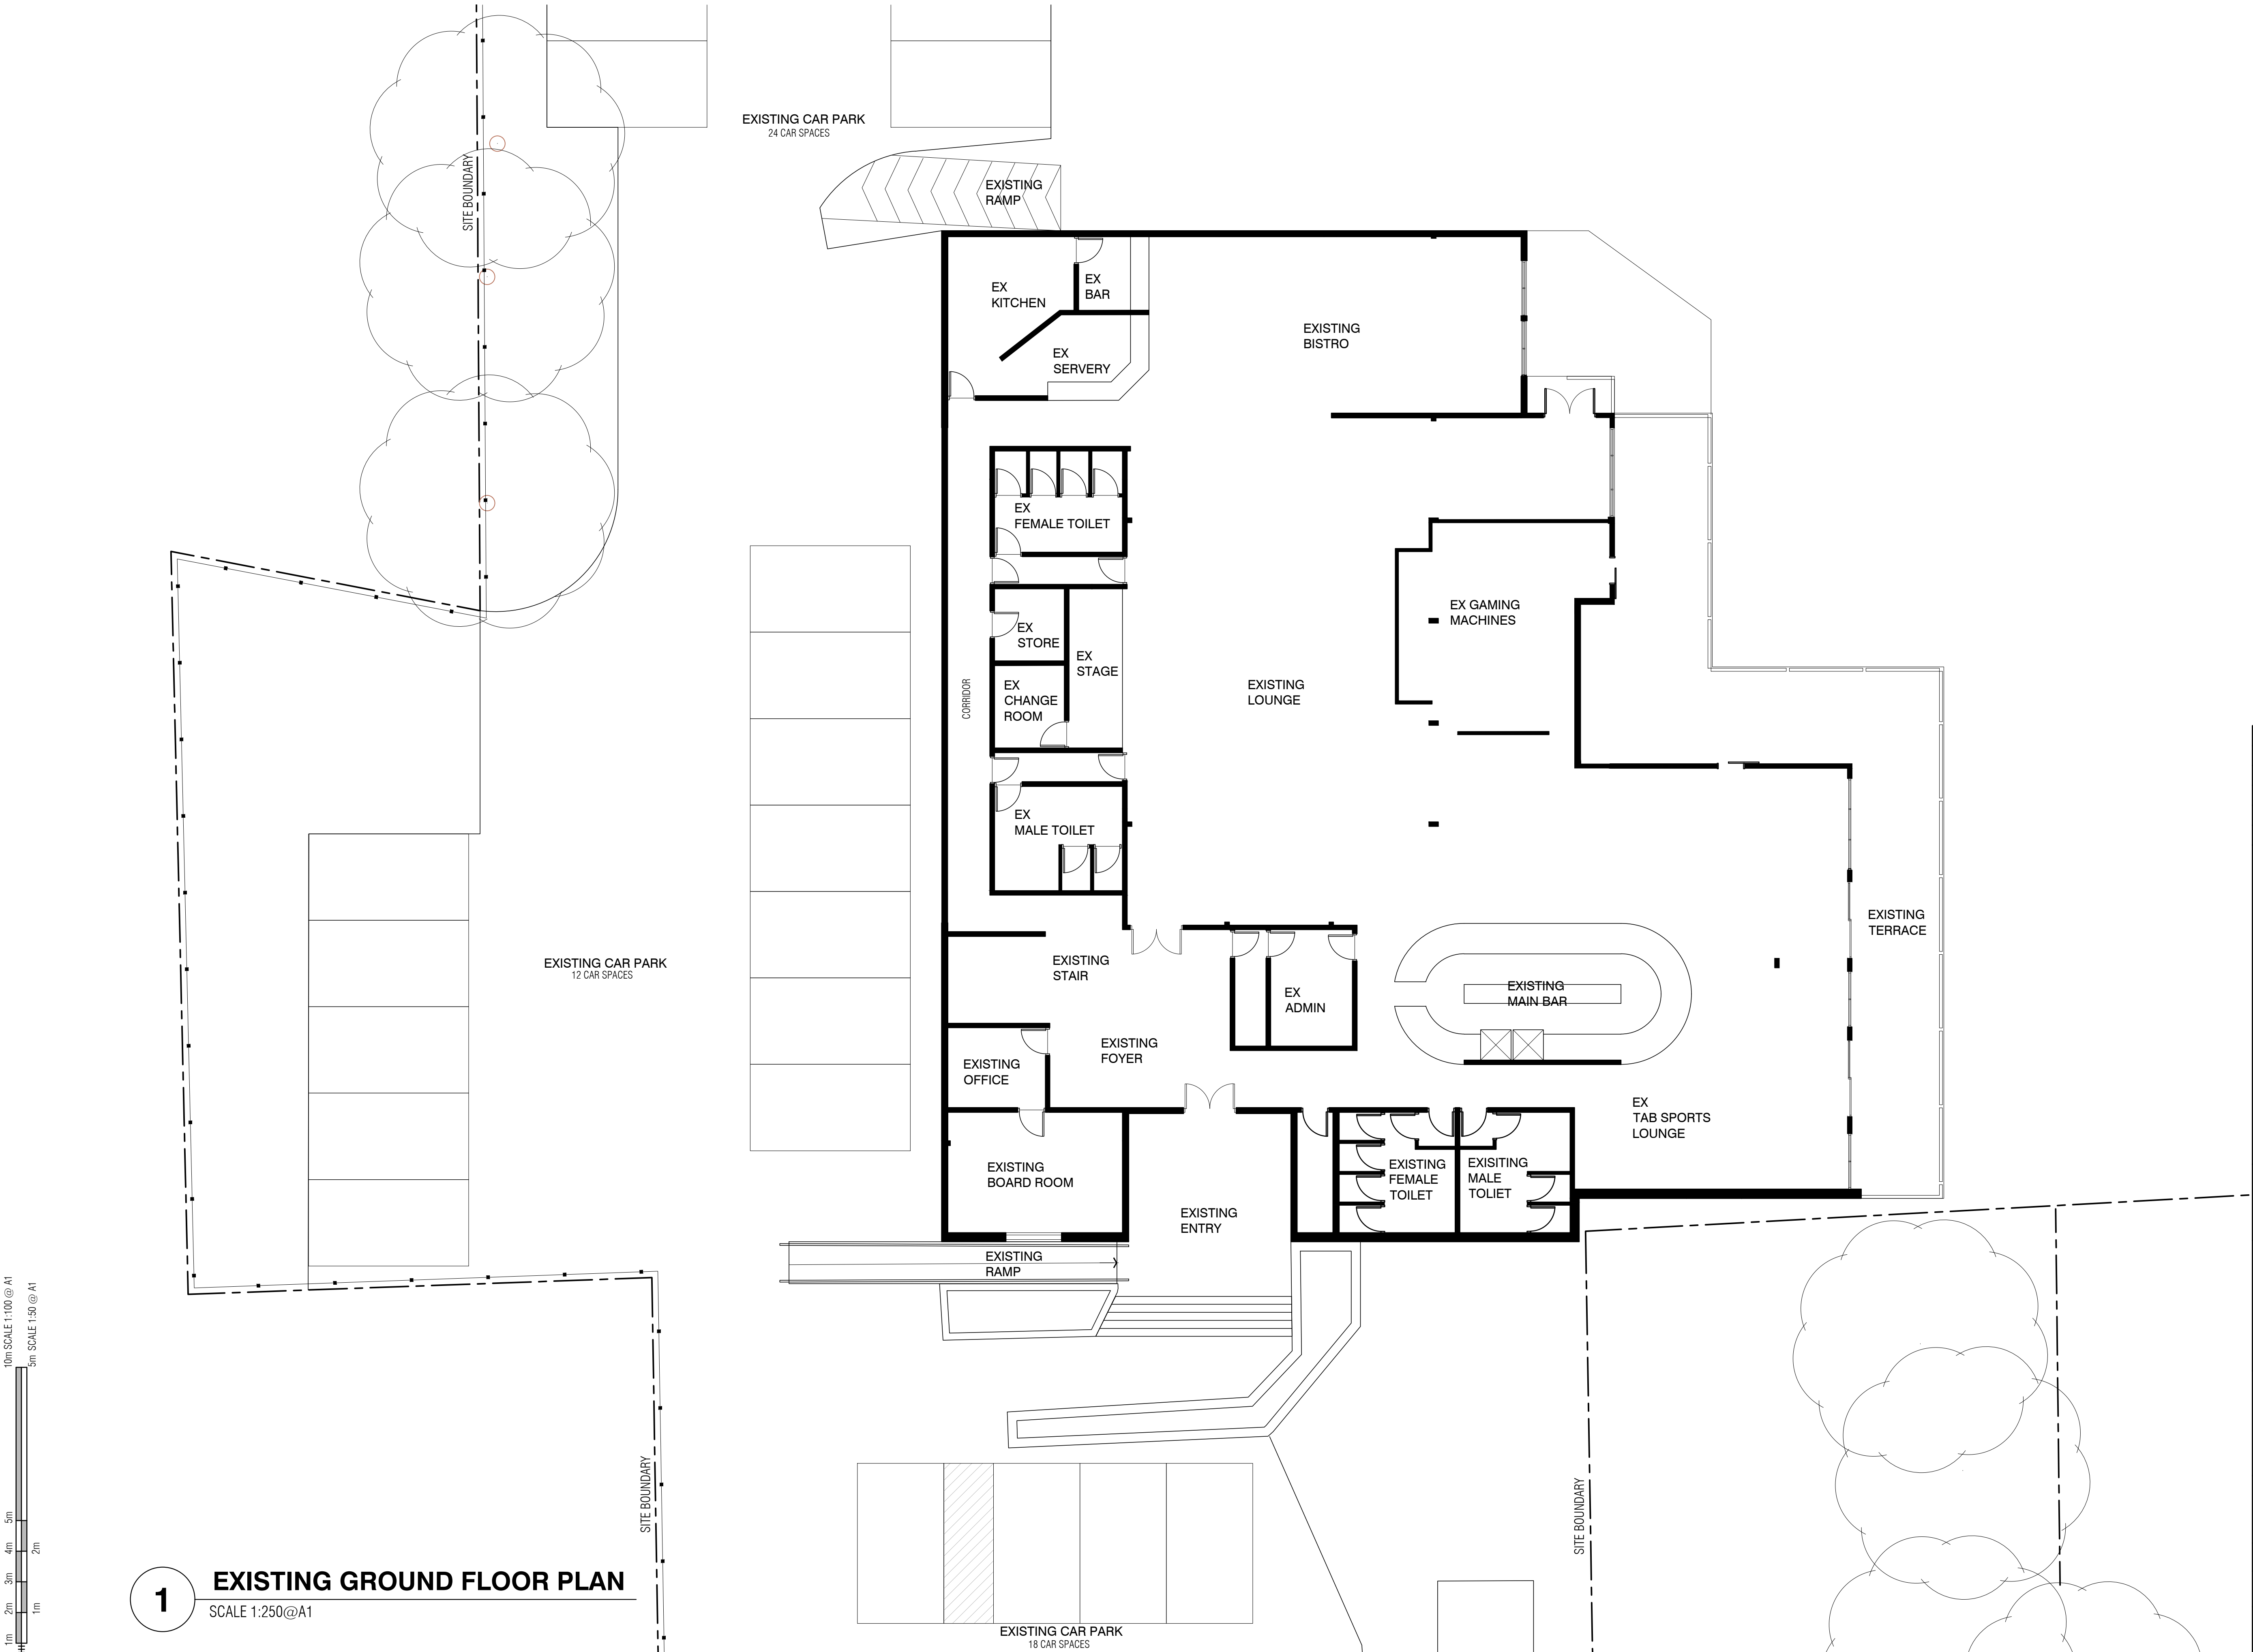 EXISTING CAR PARK
24 CAR SPACES
SITE BOUNDARY
EXISTING
RAMP
EX
KITCHEN
EX
BAR
EX
SERVERY
EXISTING
BISTRO
EX
FEMALE TOILET
EX
STORE
EX
STAGE
EX
CHANGE
ROOM
CORRIDOR
EX GAMING
MACHINES
EXISTING
LOUNGE
EX
MALE TOILET
EXISTING
TERRACE
EXISTING CAR PARK
12 CAR SPACES
EXISTING
STAIR
EX
ADMIN
EXISTING
MAIN BAR
EXISTING
FOYER
EXISTING
OFFICE
EX
TAB SPORTS
LOUNGE
EXISTING
BOARD ROOM
EXISTING
FEMALE
TOILET
EXISITING
MALE
TOLIET
EXISTING
ENTRY
EXISTING
RAMP
10m SCALE 1:100 @ A1
5m SCALE 1:50 @ A1
5m
4m
3m
2m
1m
2m
1m
SITE BOUNDARY
SITE BOUNDARY
1
EXISTING GROUND FLOOR PLAN
SCALE 1:250@A1
EXISTING CAR PARK
18 CAR SPACES